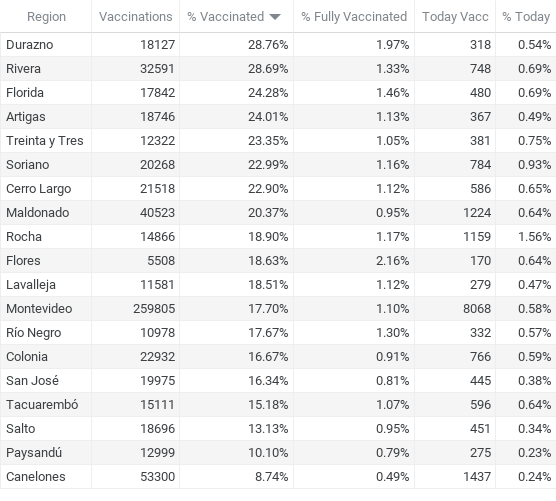 Region Vaccinations % Vaccinated % Fully Vaccinated Today Vacc % Today
Durazno 18127 28.76% 1.97% 318 0.54%
Rivera 32591 28.69% 1.33% 748 0.69%
Florida 17842 24.28% 1.46% 480 0.69%
Artigas 18746 24.01% 1.13% 367 0.49%
Treinta y Tres 12322 23.35% 1.05% 381 0.75%
Soriano 20268 22.99% 1.16% 784 0.93%
Cerro Largo 21518 22.90% 1.12% 586 0.65%
Maldonado 40523 20.37% 0.95% 1224 0.64%
Rocha 14866 18.90% 1.17% 1159 1.56%
Flores 5508 18.63% 2.16% 170 0.64%
Lavalleja 11581 18.51% 1.12% 279 0.47%
Montevideo 259805 17.70% 1.10% 8068 0.58%
Río Negro 10978 17.67% 1.30% 332 0.57%
Colonia 22932 16.67% 0.91% 766 0.59%
San José 19975 16.34% 0.81% 445 0.38%
Tacuarembó 15111 15.18% 1.07% 596 0.64%
Salto 18696 13.13% 0.95% 451 0.34%
Paysandú 12999 10.10% 0.79% 275 0.23%
Canelones 53300 8.74% 0.49% 1437 0.24%